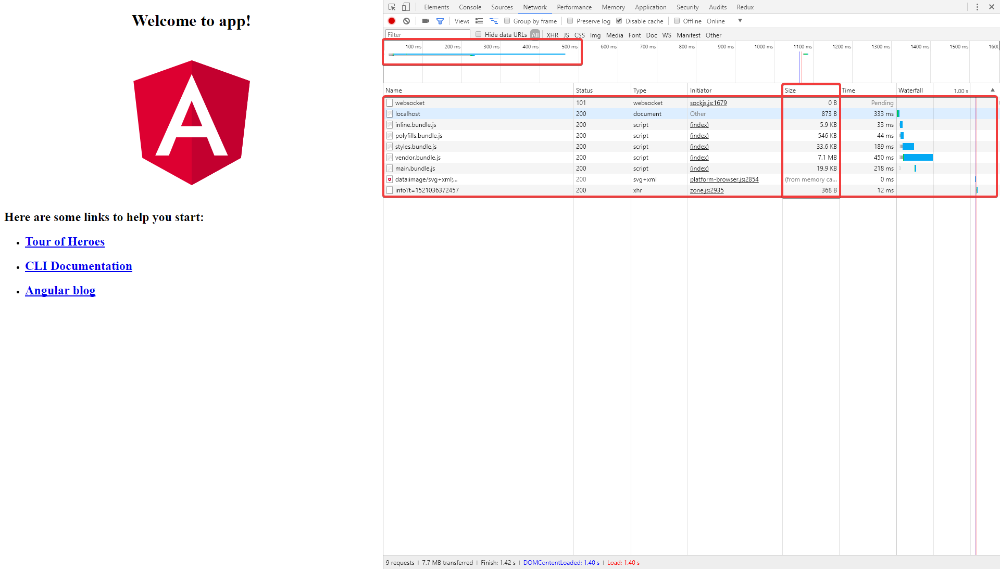 Welcome to app!
Here are some links to help you start:
Tour of Heroes
CLI Documentation
Angular blog
Elements Console Sources Network Performance Memory Application Security Audits Redux
View: Group by frame Preserve log Disable cache Offline Online
Filter Hide data URLs All XHR JS CSS Img Media Font Doc WS Manifest Other
100 ms 200 ms 300 ms 400 ms 500 ms 600 ms 700 ms 800 ms 900 ms 1000 ms 1100 ms 1200 ms 1300 ms 1400 ms 1500 ms 1600
Name Status Type Initiator Size Time Waterfall 1.00 s
websocket 101 websocket sockjs.js:1679 0 B Pending
localhost 200 document Other 873 B 333 ms
inline.bundle.js 200 script (index) 5.9 KB 33 ms
polyfills.bundle.js 200 script (index) 546 KB 44 ms
styles.bundle.js 200 script (index) 33.6 KB 189 ms
vendor.bundle.js 200 script (index) 7.1 MB 450 ms
main.bundle.js 200 script (index) 19.9 KB 218 ms
data:image/svg+xml;... 200 svg+xml platform-browser.js:2854 (from memory ca... 0 ms
info?t=1521036372457 200 xhr zone.js:2935 368 B 12 ms
9 requests | 7.7 MB transferred | Finish: 1.42 s | DOMContentLoaded: 1.40 s | Load: 1.40 s